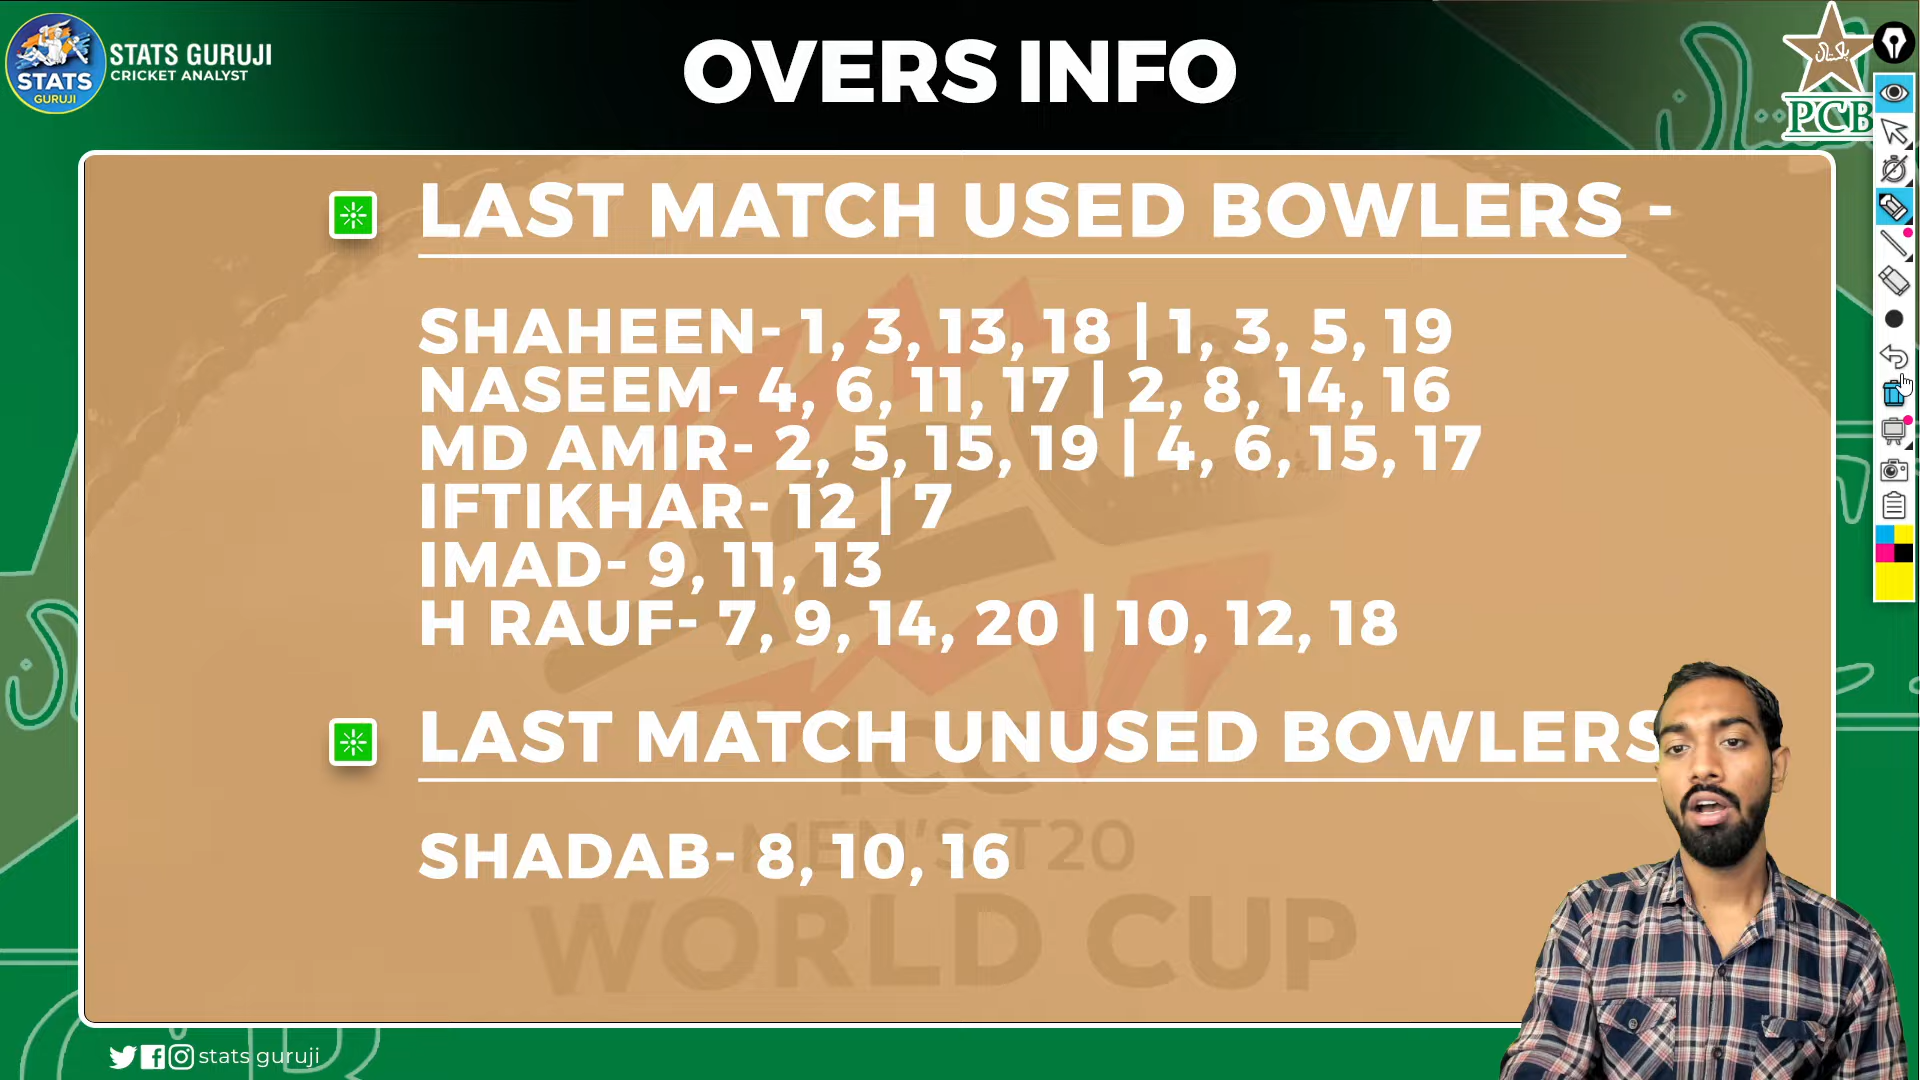 STATS GURUJI
CRICKET ANALYST
STATS
GURUJI
OVERS INFO
PCB
LAST MATCH USED BOWLERS -
SHAHEEN- 1, 3, 13, 18 | 1, 3, 5, 19
NASEEM- 4, 6, 11, 17 | 2, 8, 14, 16
MD AMIR- 2, 5, 15, 19 | 4, 6, 15, 17
IFTIKHAR- 12 | 7
IMAD- 9, 11, 13
H RAUF- 7, 9, 14, 20 | 10, 12, 18
LAST MATCH UNUSED BOWLERS
SHADAB- 8, 10, 16
ICC
MEN'S T20
WORLD CUP
stats guruji